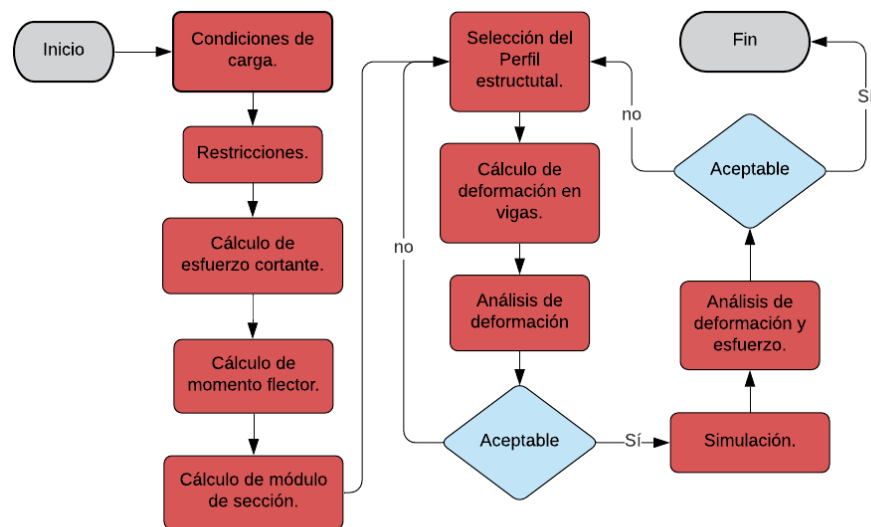 Inicio
Condiciones de
carga.
Restricciones.
Cálculo de
esfuerzo cortante.
Cálculo de
momento flector.
Cálculo de módulo
de sección.
Selección del
Perfil
estructutal.
Cálculo de
deformación en
vigas.
Análisis de
deformación
Aceptable
no
Sí
Simulación.
Análisis de
deformación y
esfuerzo.
Aceptable
no
Sí
Fin